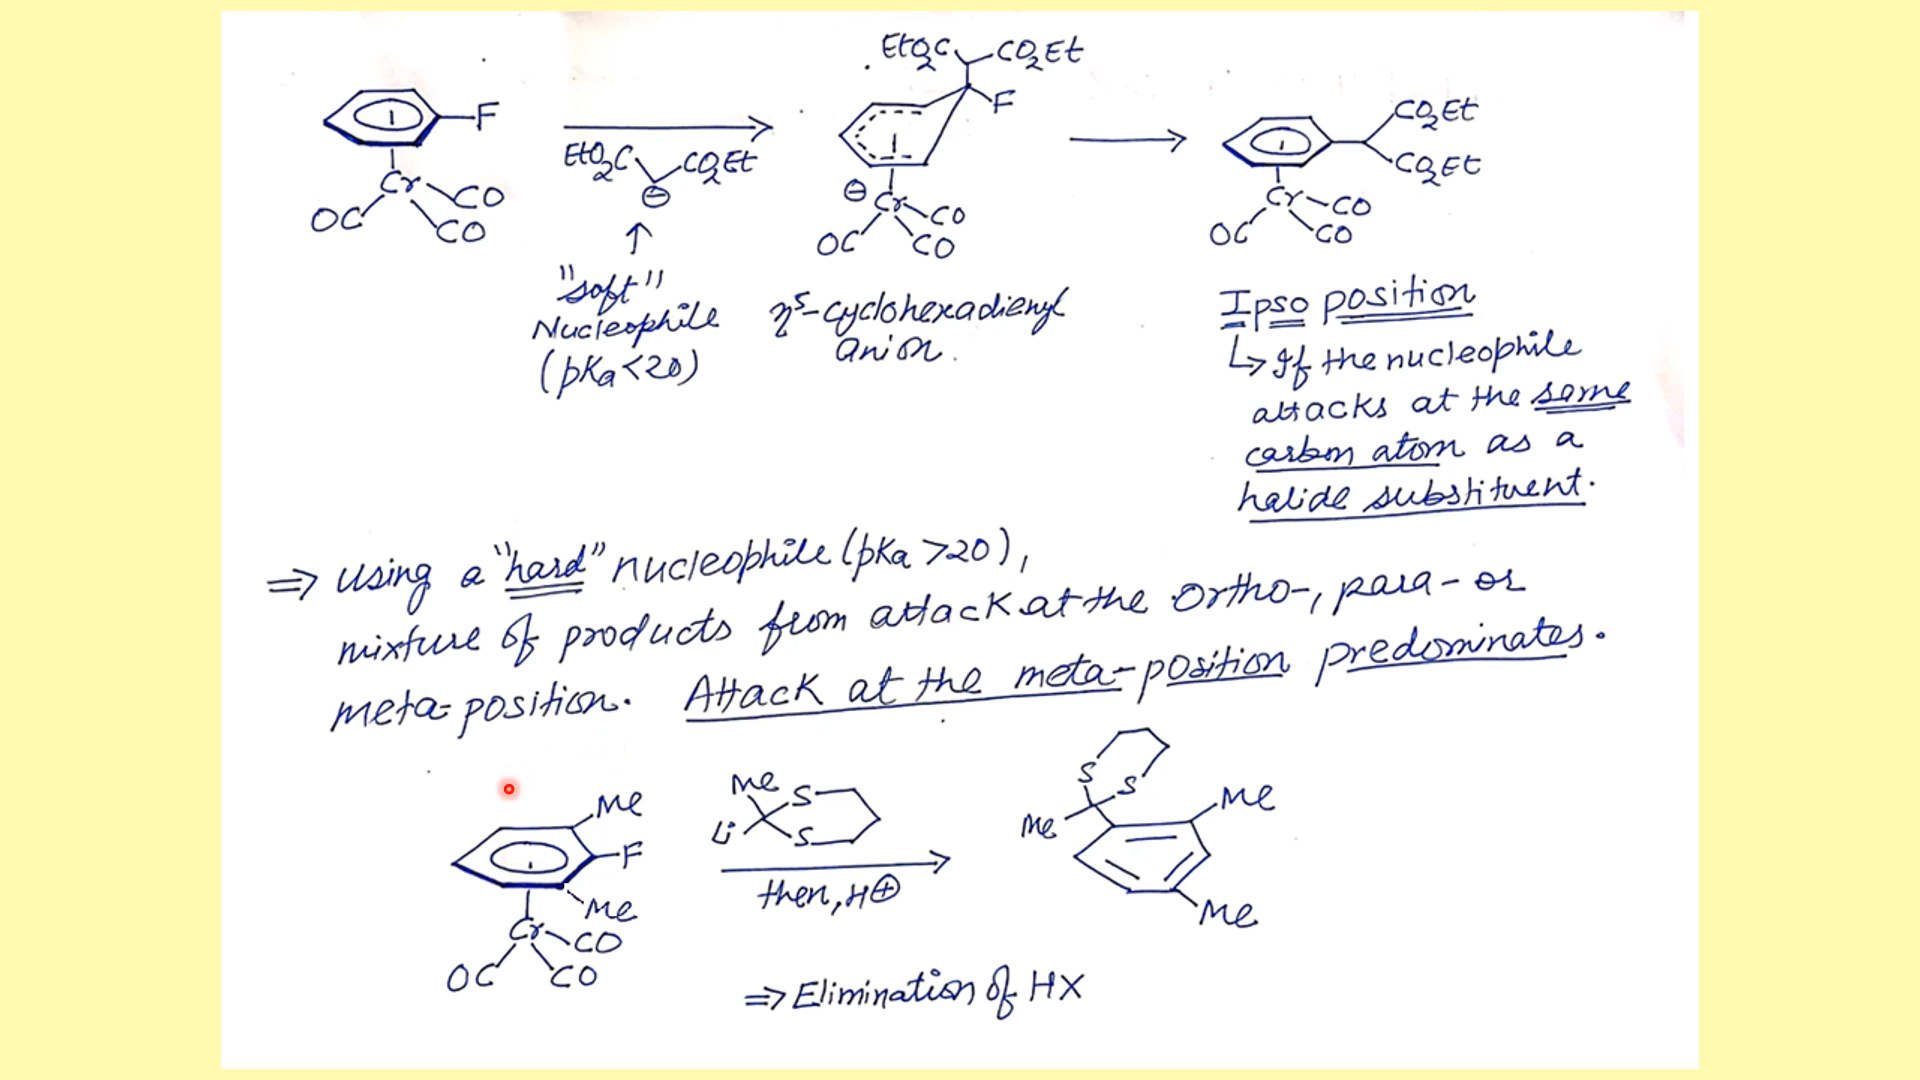 F
Cr
CO
OC
CO
EtO₂C
CO₂Et
⊖
↑
"soft"
Nucleophile
(pKa<20)
EtO₂C
CO₂Et
F
⊖
Cr
CO
OC
CO
η⁵-cyclohexadienyl
anion.
CO₂Et
CO₂Et
Cr
CO
OC
CO
Ipso position
↳ If the nucleophile
attacks at the same
carbon atom as a
halide substituent.
⇒ Using a "hard" nucleophile (pKa >20),
mixture of products from attack at the ortho-, para- or
meta-position. Attack at the meta-position predominates.
Me
F
Me
Cr
CO
OC
CO
Me
S
Li
S
then, H⊕
S
S
Me
Me
Me
⇒ Elimination of HX